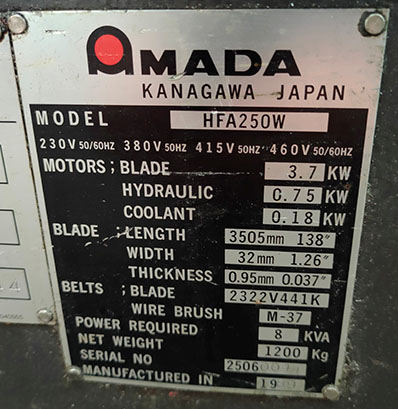 AMADA
KANAGAWA JAPAN
MODEL HFA250W
230V 50/60HZ 380V 50HZ 415V 50HZ 460V 50/60HZ
MOTORS ; BLADE 3.7 KW
HYDRAULIC 0.75 KW
COOLANT 0.18 KW
BLADE ; LENGTH 3505mm 138"
WIDTH 32mm 1.26"
THICKNESS 0.95mm 0.037"
BELTS ; BLADE 2322V441K
WIRE BRUSH M-37
POWER REQUIRED 8 KVA
NET WEIGHT 1200 Kg
SERIAL NO
MANUFACTURED IN